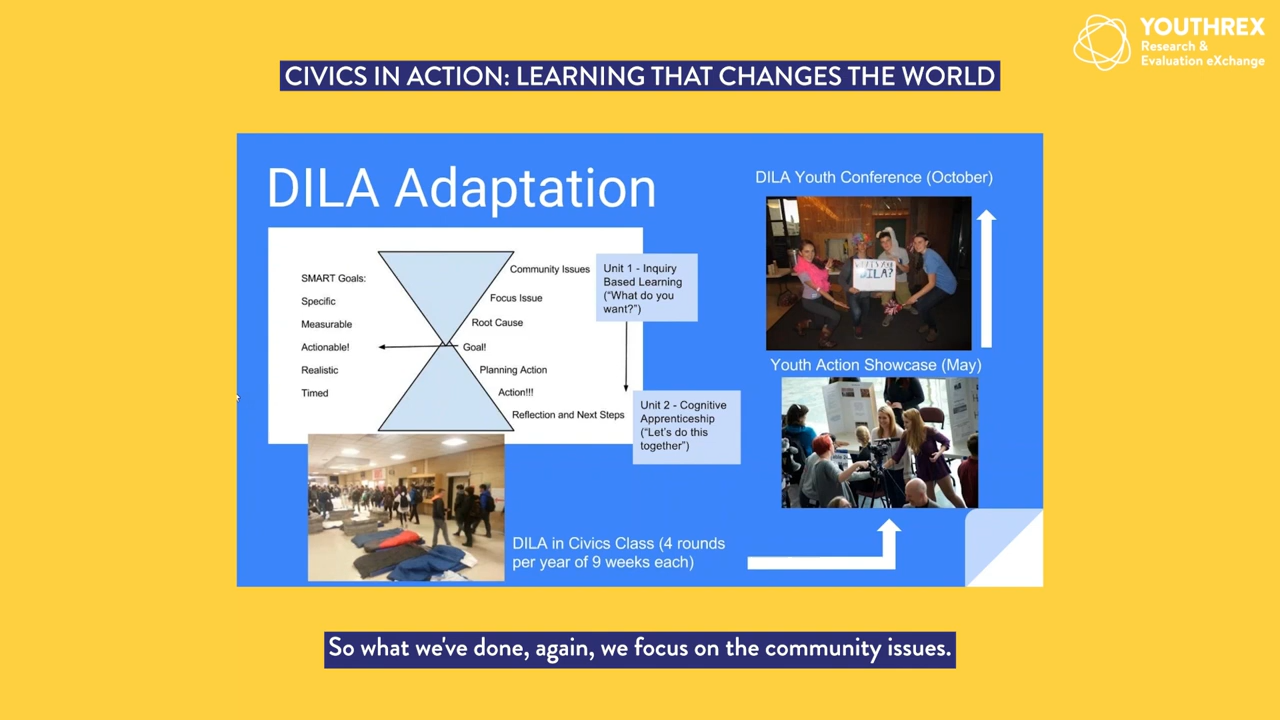 YOUTHREX
Research &
Evaluation eXchange
CIVICS IN ACTION: LEARNING THAT CHANGES THE WORLD
DILA Adaptation
SMART Goals:
Specific
Measurable
Actionable!
Realistic
Timed
Community Issues
Focus Issue
Root Cause
Goal!
Planning Action
Action!!!
Reflection and Next Steps
Unit 1 - Inquiry
Based Learning
("What do you
want?")
Unit 2 - Cognitive
Apprenticeship
("Let's do this
together")
DILA Youth Conference (October)
WHAT'S YOUR
DILA?
Youth Action Showcase (May)
DILA in Civics Class (4 rounds
per year of 9 weeks each)
So what we've done, again, we focus on the community issues.